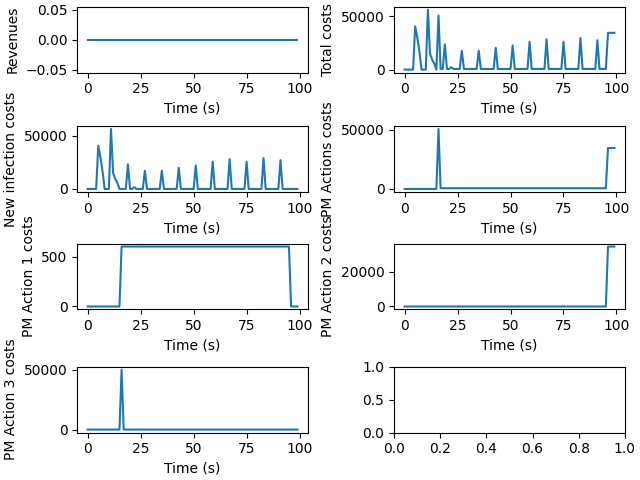 Revenues
0.05
0.00
−0.05
0 25 50 75 100
Time (s)
Total costs
50000
0
0 25 50 75 100
Time (s)
New infection costs
50000
0
0 25 50 75 100
Time (s)
PM Actions costs
50000
0
0 25 50 75 100
Time (s)
PM Action 1 costs
500
0
0 25 50 75 100
Time (s)
PM Action 2 costs
20000
0
0 25 50 75 100
Time (s)
PM Action 3 costs
50000
0
0 25 50 75 100
Time (s)
1.0
0.5
0.0
0.0 0.2 0.4 0.6 0.8 1.0